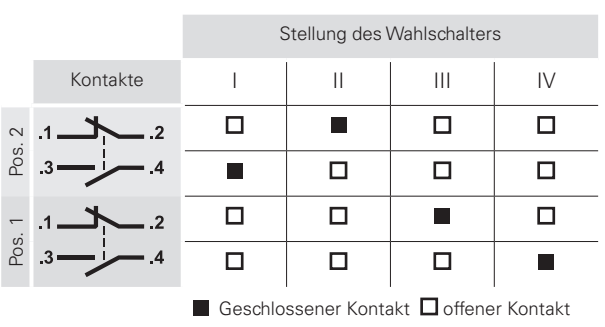 Stellung des Wahlschalters
Kontakte I II III IV
Pos. 2
.1 .2
.3 .4
Pos. 1
.1 .2
.3 .4
Geschlossener Kontakt offener Kontakt